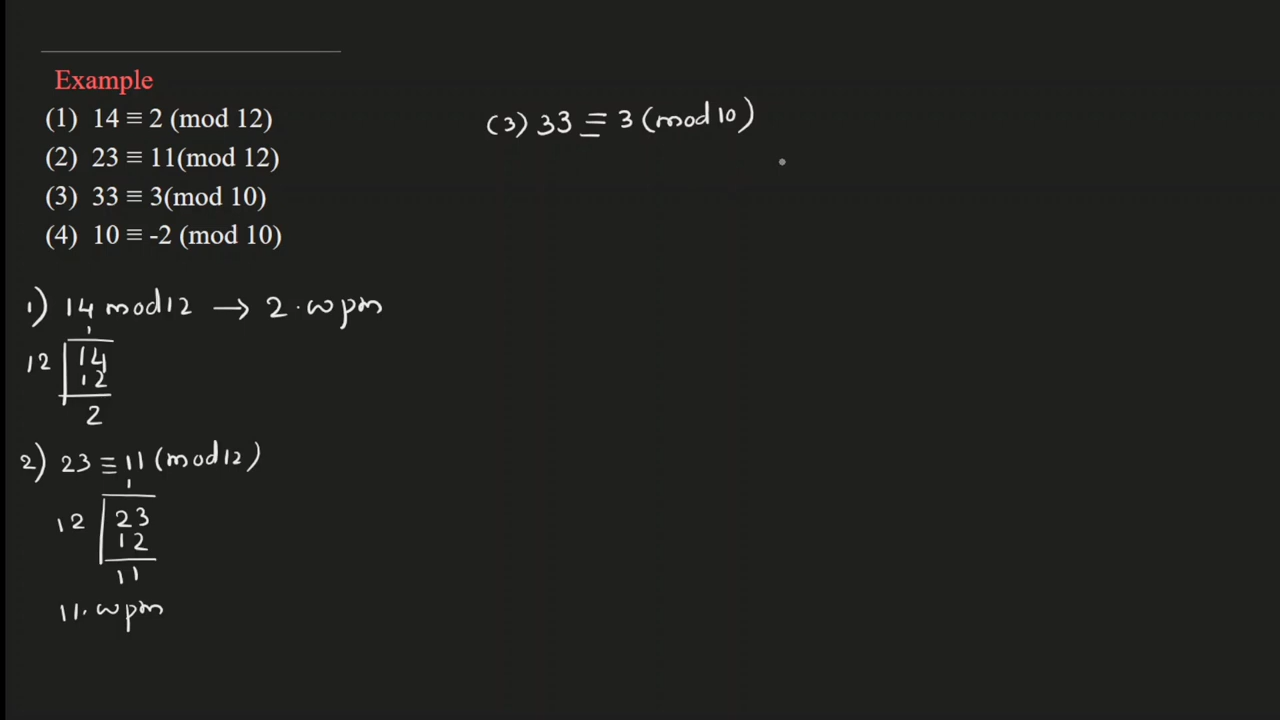 Example
(1) 14 ≡ 2 (mod 12)
(2) 23 ≡ 11(mod 12)
(3) 33 ≡ 3(mod 10)
(4) 10 ≡ -2 (mod 10)
1) 14 mod 12 → 2. wpm
1
12 14
12
2
2) 23 ≡ 11 (mod 12)
1
12 23
12
11
11. wpm
(3) 33 ≡ 3 (mod 10)